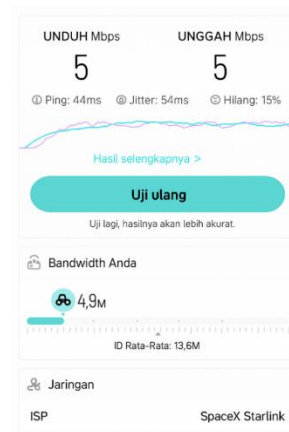 UNDUH Mbps UNGGAH Mbps
5 5
Ping: 44ms Jitter: 54ms Hilang: 15%
Hasil selengkapnya >
Uji ulang
Uji lagi, hasilnya akan lebih akurat.
Bandwidth Anda
4,9M
ID Rata-Rata: 13,6M
Jaringan
ISP SpaceX Starlink